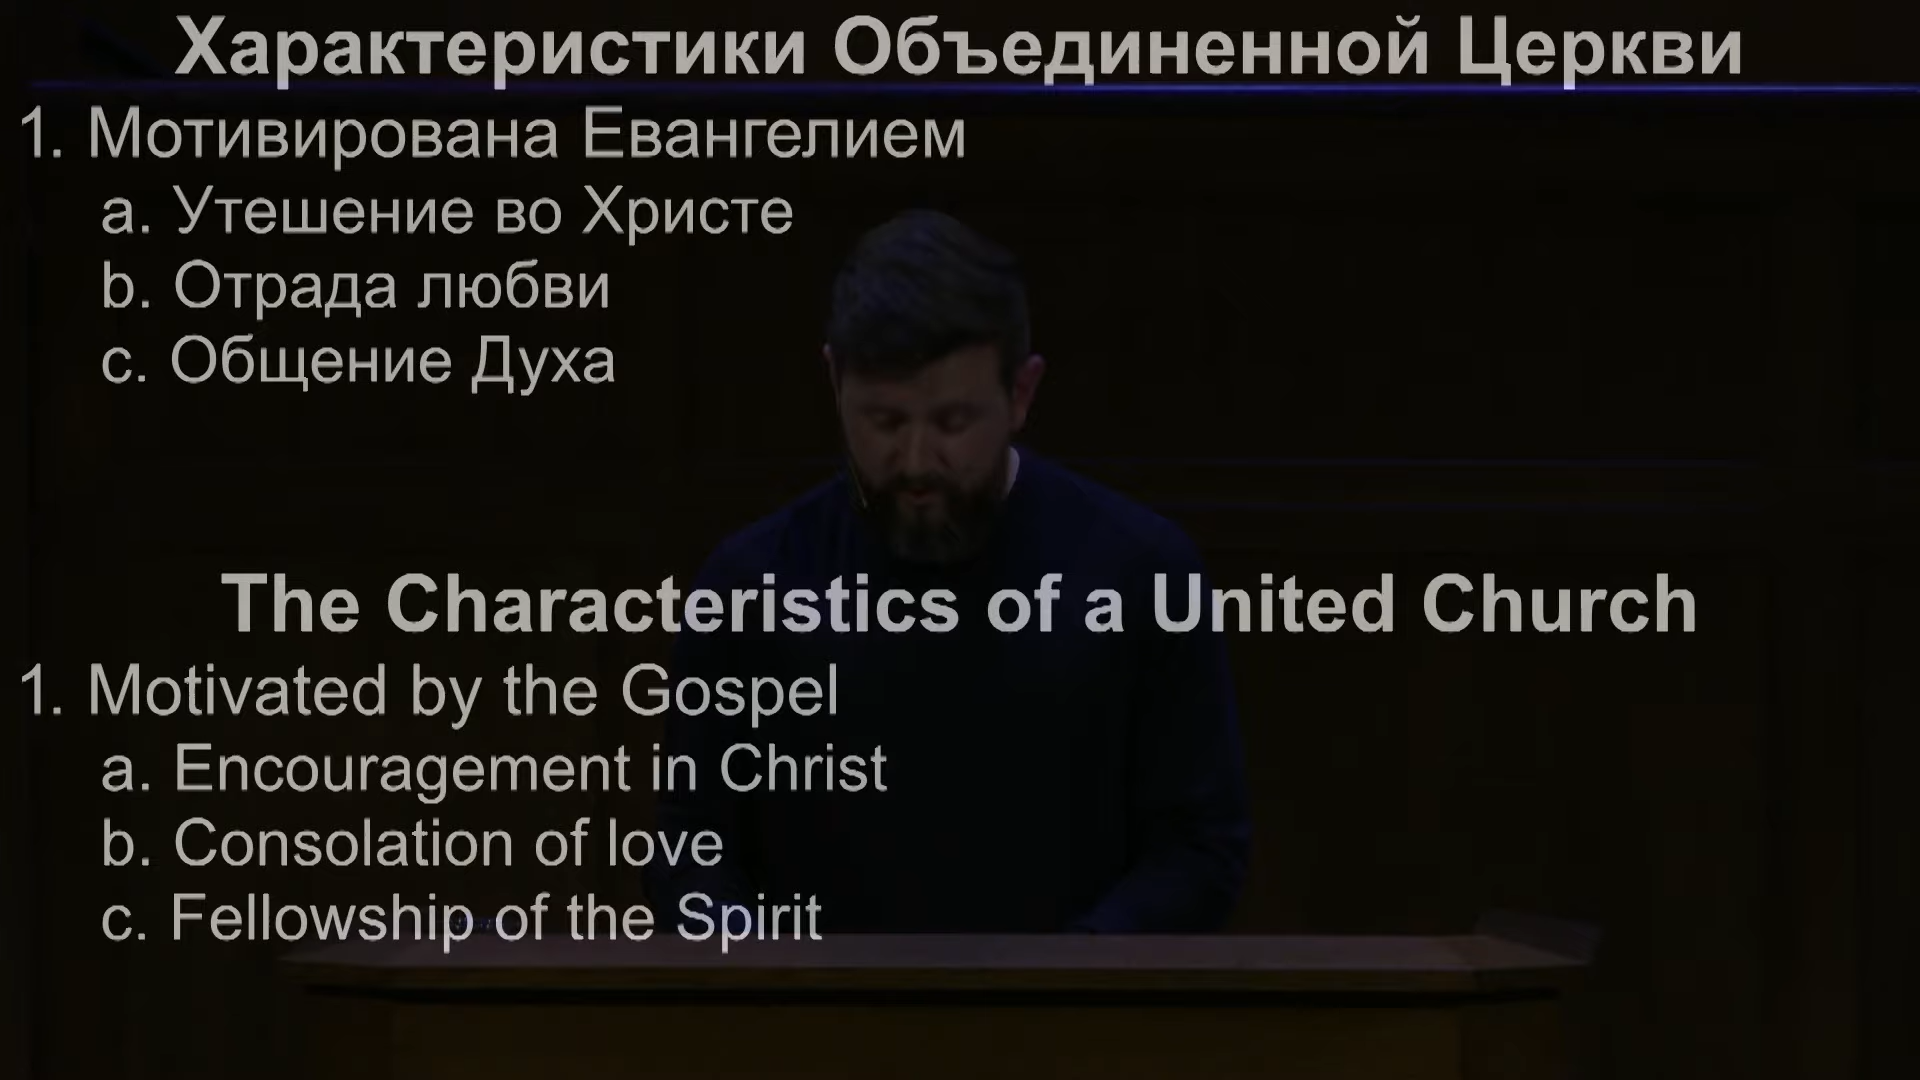 Характеристики Объединенной Церкви
1. Мотивирована Евангелием
a. Утешение во Христе
b. Отрада любви
c. Общение Духа
The Characteristics of a United Church
1. Motivated by the Gospel
a. Encouragement in Christ
b. Consolation of love
c. Fellowship of the Spirit